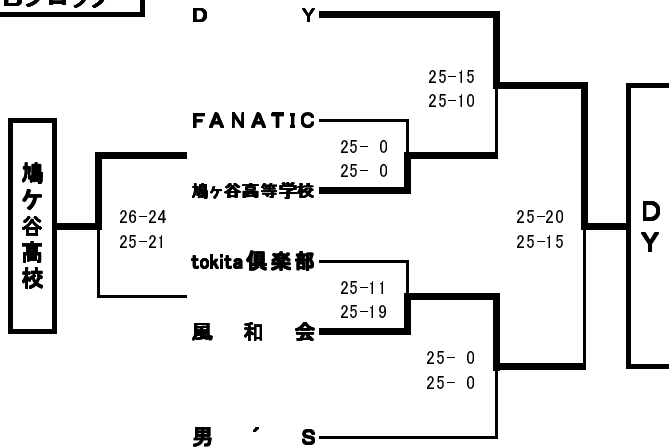 Bブロック
D Y
25-15
25-10
FANATIC
25- 0
25- 0
鳩ヶ谷高等学校
鳩ケ谷高校
26-24
25-21
25-20
25-15
D
Y
tokita倶楽部
25-11
25-19
風 和 会
25- 0
25- 0
男 ´ S